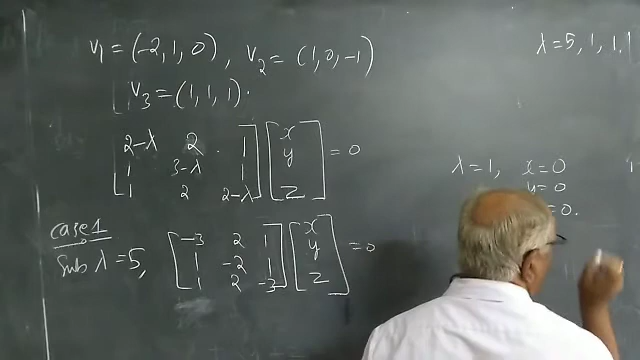 V1 = (-2, 1, 0), V2 = (1, 0, -1)
V3 = (1, 1, 1).
[2-λ 2 1] [x]
[1 3-λ 1] [y] = 0
[1 2 2-λ] [z]
case 1
Sub λ = 5, [-3 2 1] [x]
[1 -2 1] [y] = 0
[1 2 -3] [z]
λ = 5, 1, 1.
λ = 1, x = 0
y = 0
= 0.